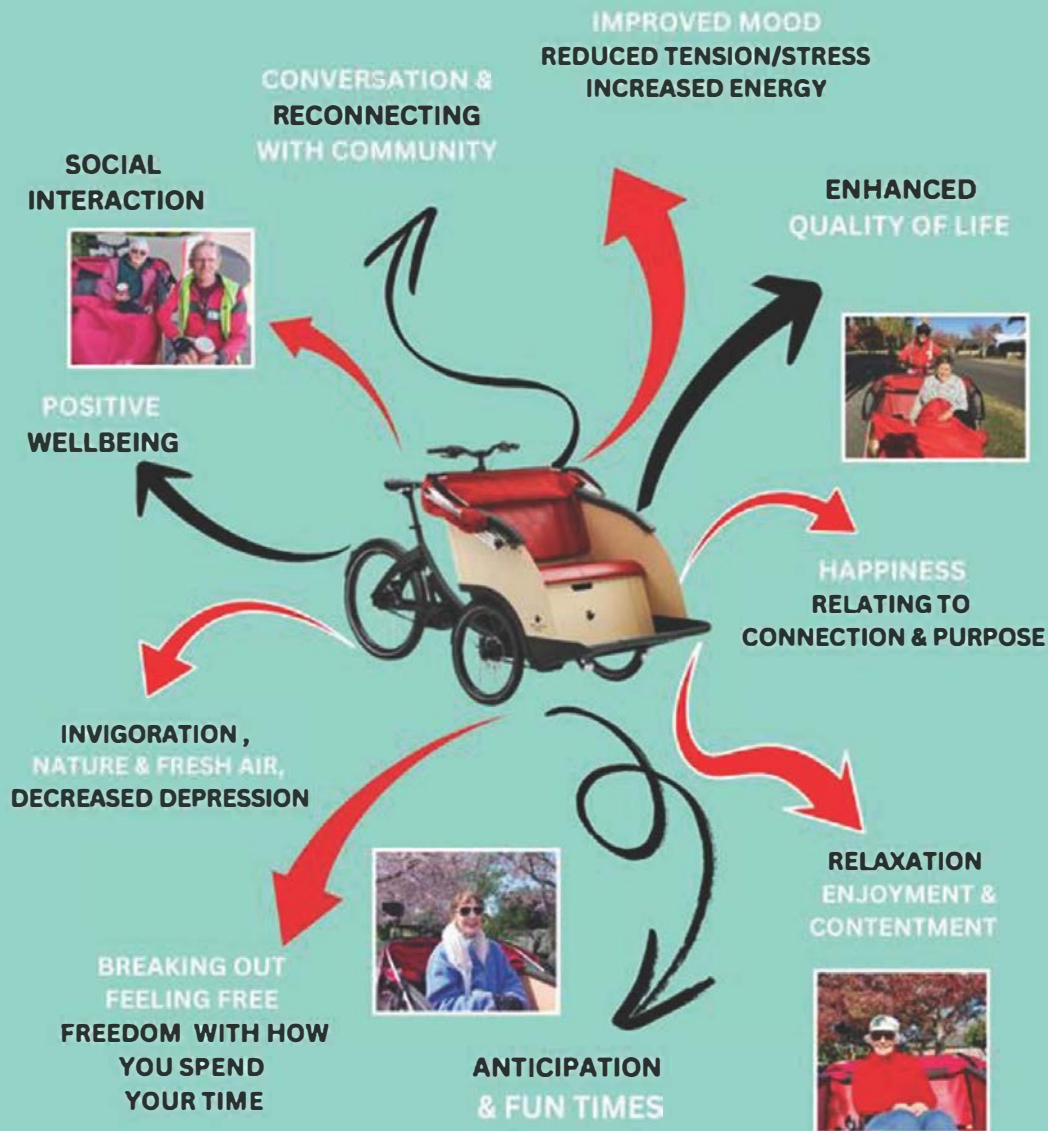 IMPROVED MOOD
REDUCED TENSION/STRESS
INCREASED ENERGY
CONVERSATION &
RECONNECTING
WITH COMMUNITY
SOCIAL
INTERACTION
ENHANCED
QUALITY OF LIFE
POSITIVE
WELLBEING
HAPPINESS
RELATING TO
CONNECTION & PURPOSE
INVIGORATION ,
NATURE & FRESH AIR,
DECREASED DEPRESSION
RELAXATION
ENJOYMENT &
CONTENTMENT
BREAKING OUT
FEELING FREE
FREEDOM WITH HOW
YOU SPEND
YOUR TIME
ANTICIPATION
& FUN TIMES